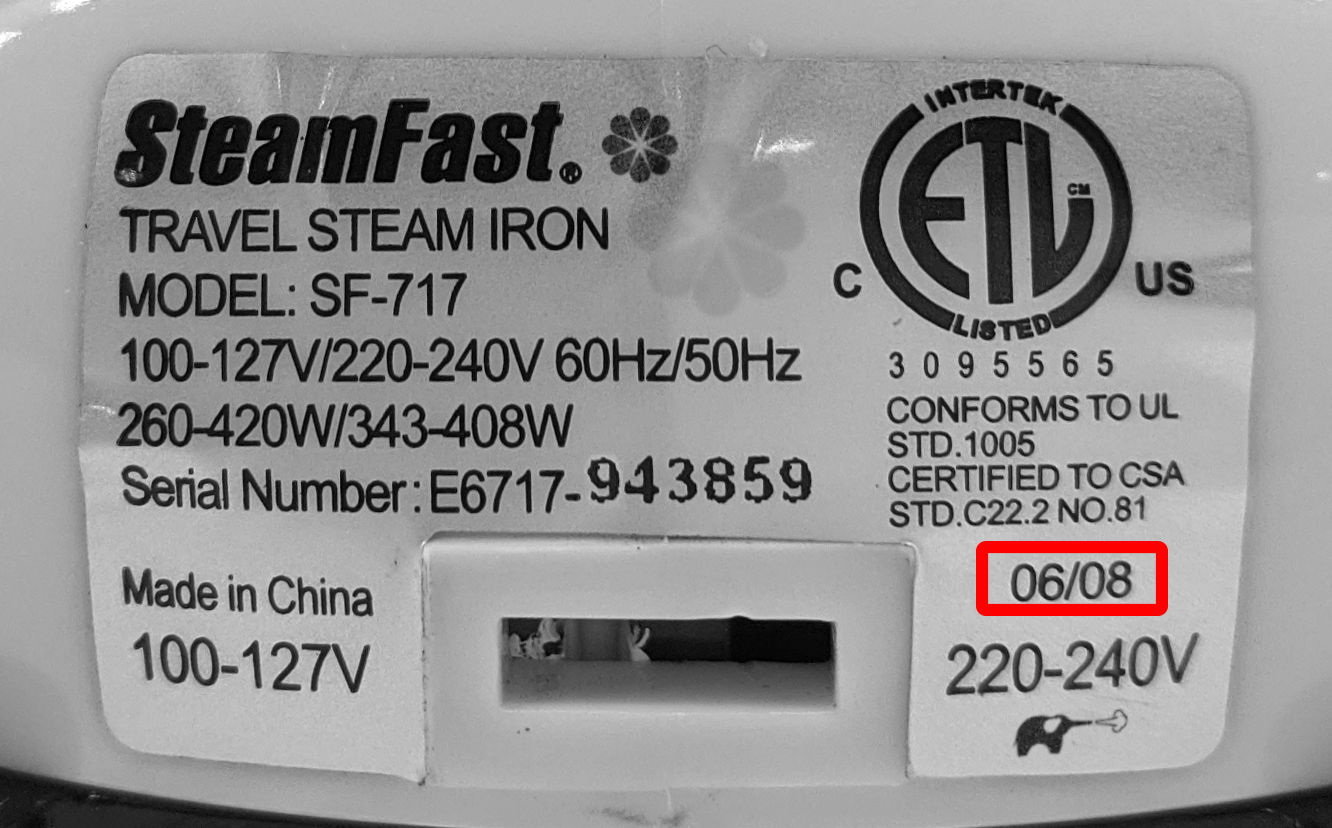 SteamFast®
TRAVEL STEAM IRON
MODEL: SF-717
100-127V/220-240V 60Hz/50Hz
260-420W/343-408W
Serial Number: E6717-943859
Made in China
100-127V
INTERTEK
ETL CM
C US
LISTED
3095565
CONFORMS TO UL
STD.1005
CERTIFIED TO CSA
STD.C22.2 NO.81
06/08
220-240V